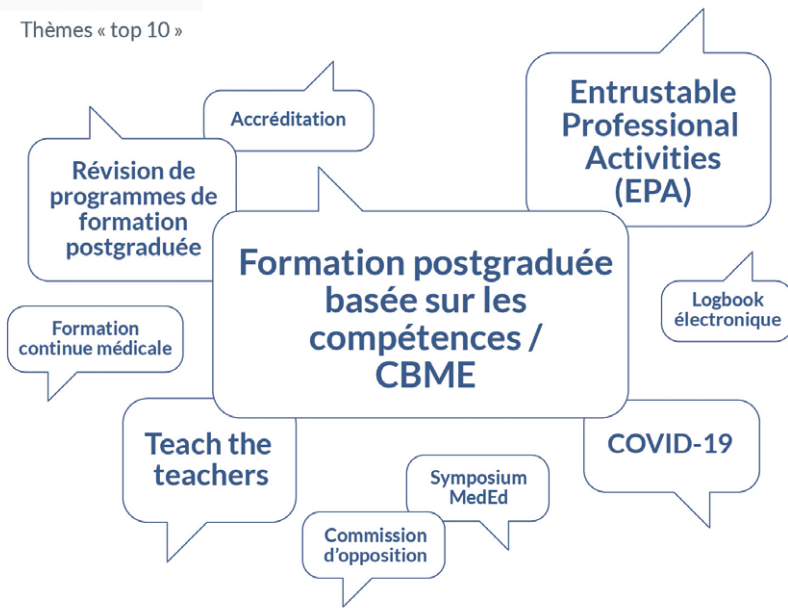 Thèmes « top 10 »
Accréditation
Entrustable
Professional
Activities
(EPA)
Révision de
programmes de
formation
postgraduée
Formation postgraduée
basée sur les
compétences /
CBME
Logbook
électronique
Formation
continue médicale
Teach the
teachers
COVID-19
Symposium
MedEd
Commission
d'opposition